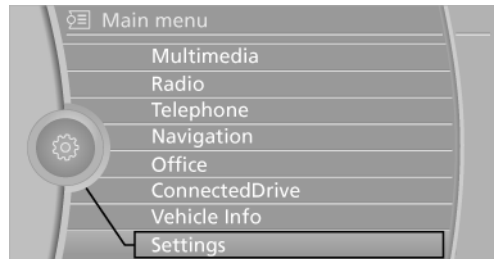 Main menu
Multimedia
Radio
Telephone
Navigation
Office
ConnectedDrive
Vehicle Info
Settings